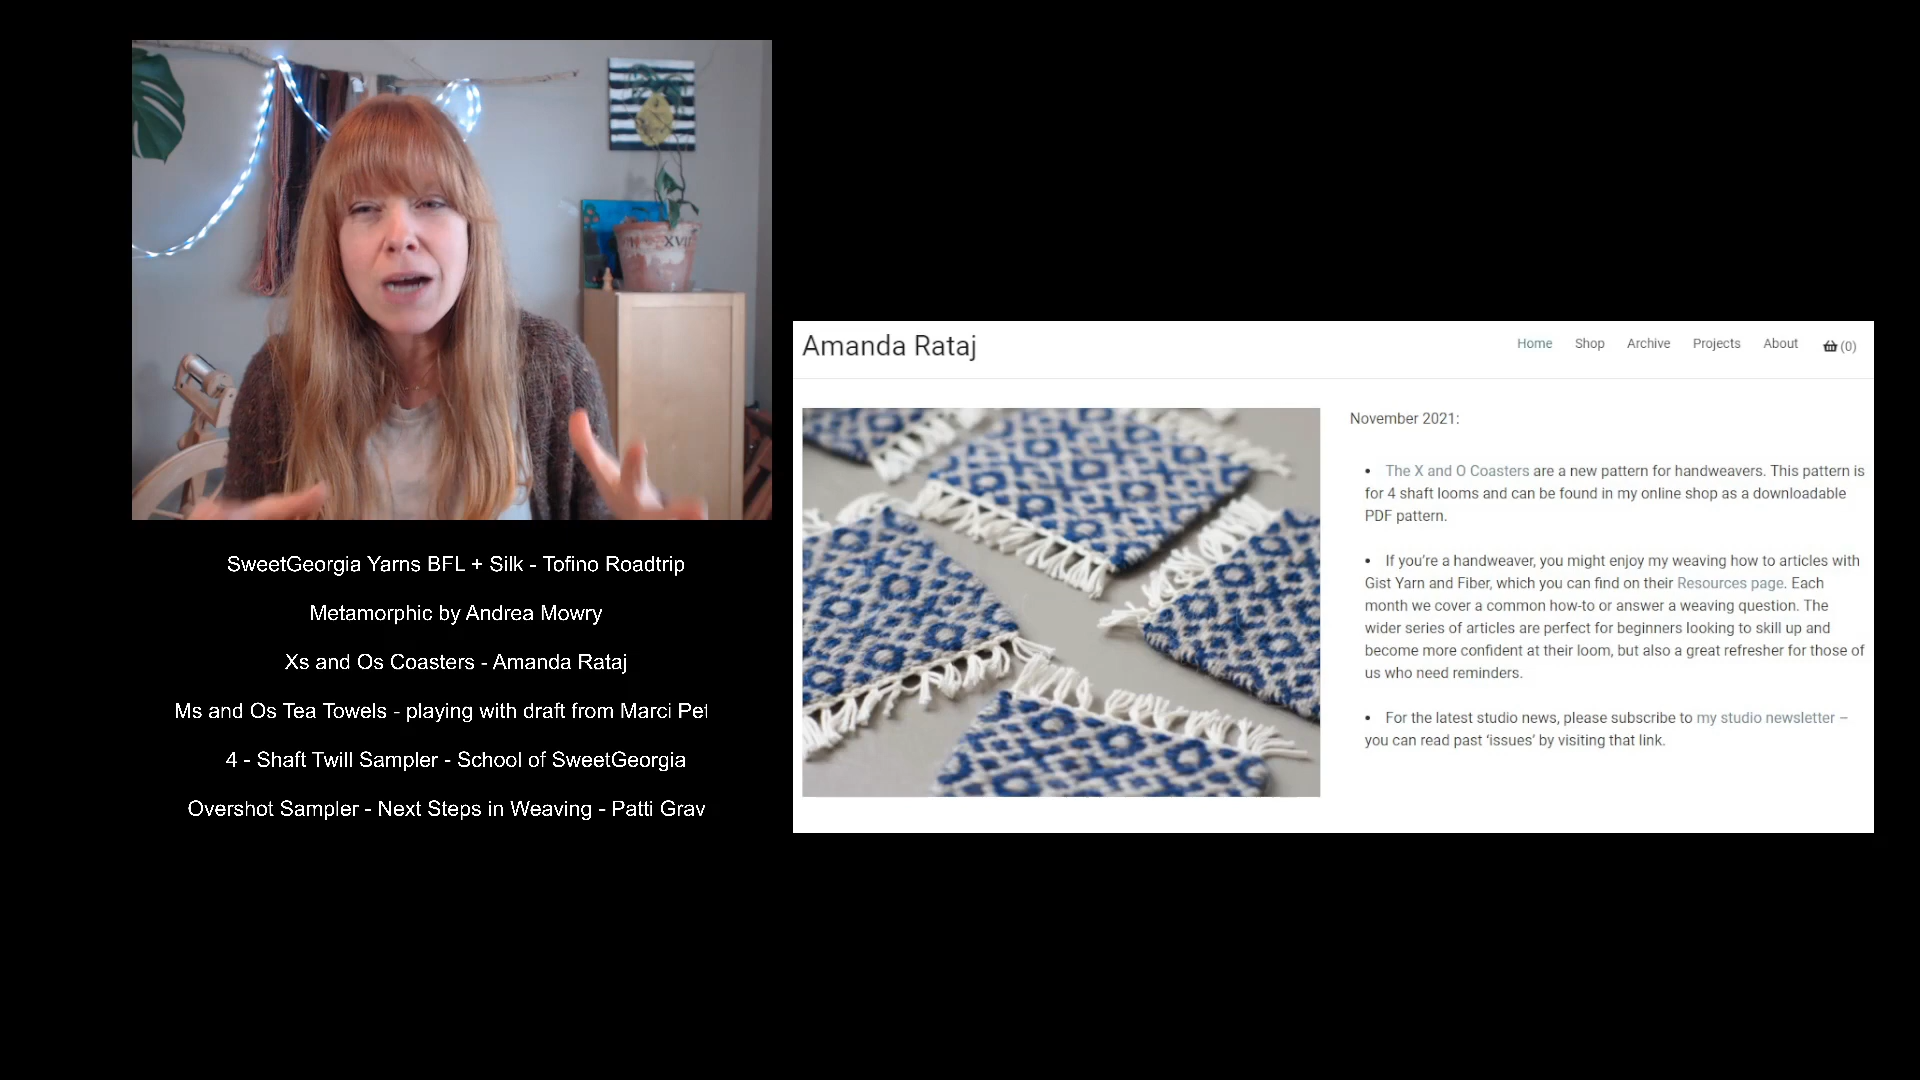 XVII
SweetGeorgia Yarns BFL + Silk - Tofino Roadtrip
Metamorphic by Andrea Mowry
Xs and Os Coasters - Amanda Rataj
Ms and Os Tea Towels - playing with draft from Marci
4 - Shaft Twill Sampler - School of SweetGeorgia
Overshot Sampler - Next Steps in Weaving - Patti
Amanda Rataj
Home Shop Archive Projects About (0)
November 2021:
• The X and O Coasters are a new pattern for handweavers. This pattern is
for 4 shaft looms and can be found in my online shop as a downloadable
PDF pattern.
• If you’re a handweaver, you might enjoy my weaving how to articles with
Gist Yarn and Fiber, which you can find on their Resources page. Each
month we cover a common how-to or answer a weaving question. The
wider series of articles are perfect for beginners looking to skill up and
become more confident at their loom, but also a great refresher for those of
us who need reminders.
• For the latest studio news, please subscribe to my studio newsletter –
you can read past ‘issues’ by visiting that link.